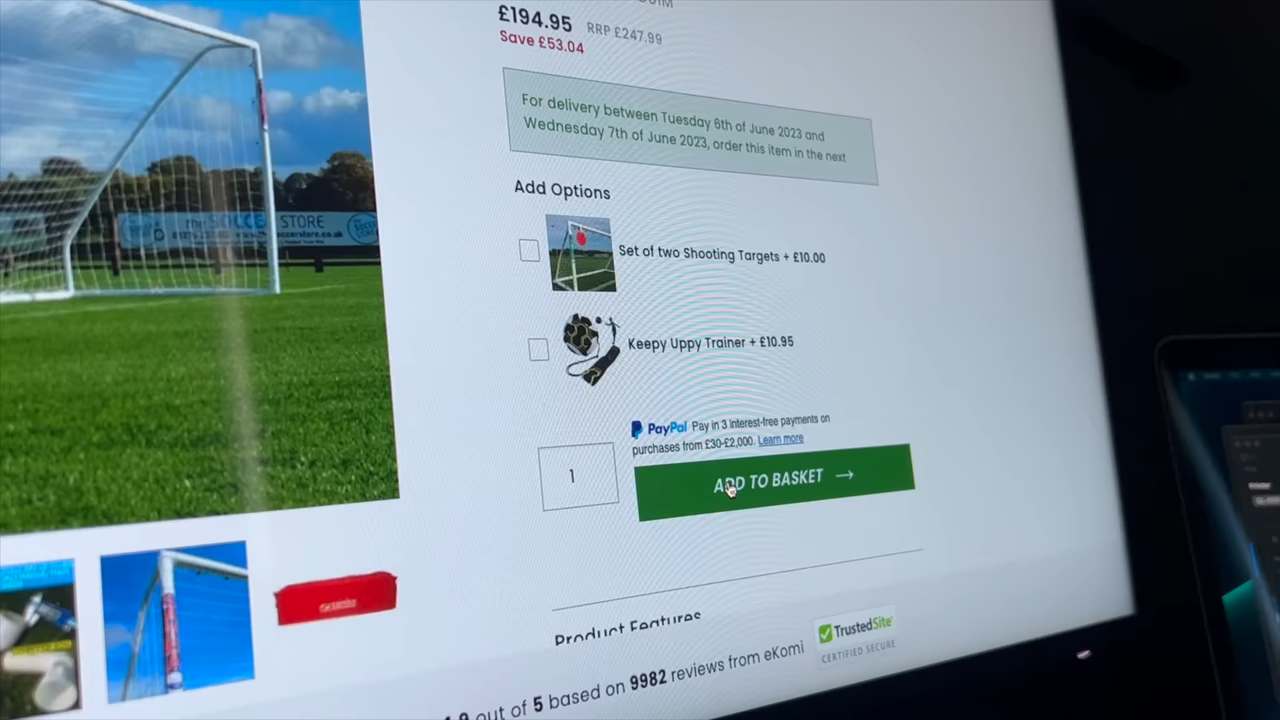 £194.95 RRP £247.99
Save £53.04
For delivery between Tuesday 6th of June 2023 and
Wednesday 7th of June 2023, order this item in the next
Add Options
Set of two Shooting Targets + £10.00
Keepy Uppy Trainer + £10.95
PayPal Pay in 3 interest-free payments on
purchases from £30-£2,000. Learn more
1
ADD TO BASKET →
Product Features
out of 5 based on 9982 reviews from eKomi
TrustedSite
CERTIFIED SECURE
THE SOCCER STORE